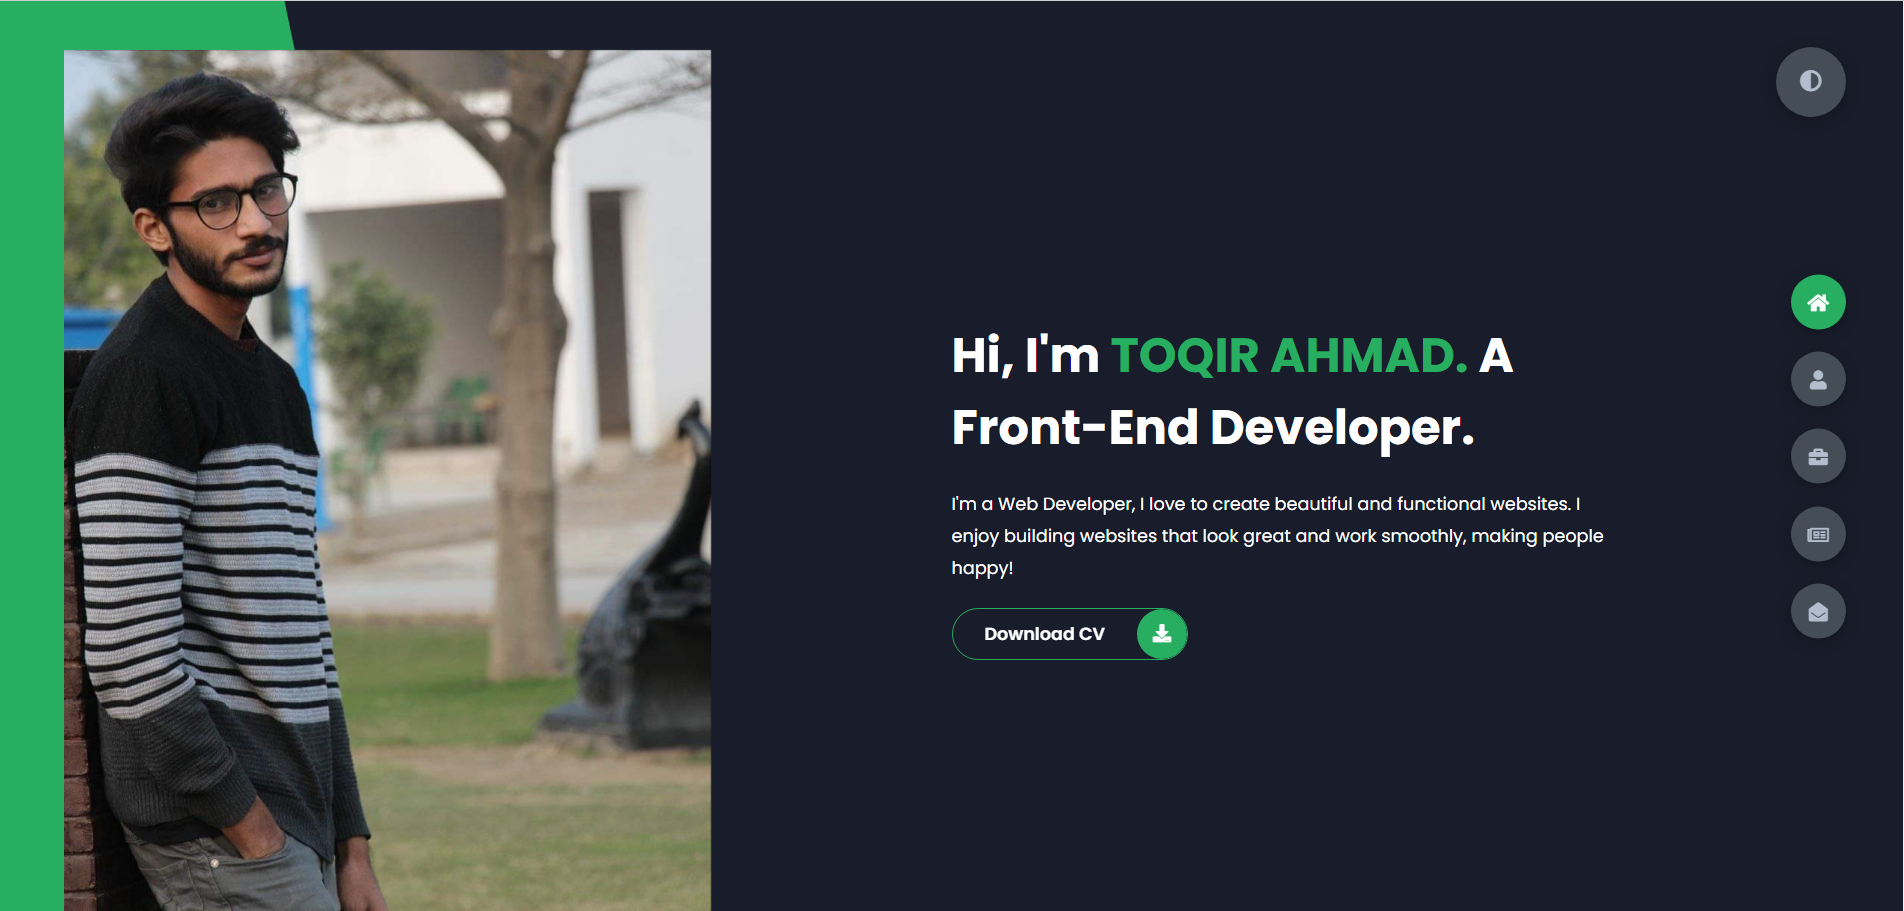 Hi, I'm TOQIR AHMAD. A
Front-End Developer.
I'm a Web Developer, I love to create beautiful and functional websites. I
enjoy building websites that look great and work smoothly, making people
happy!
Download CV